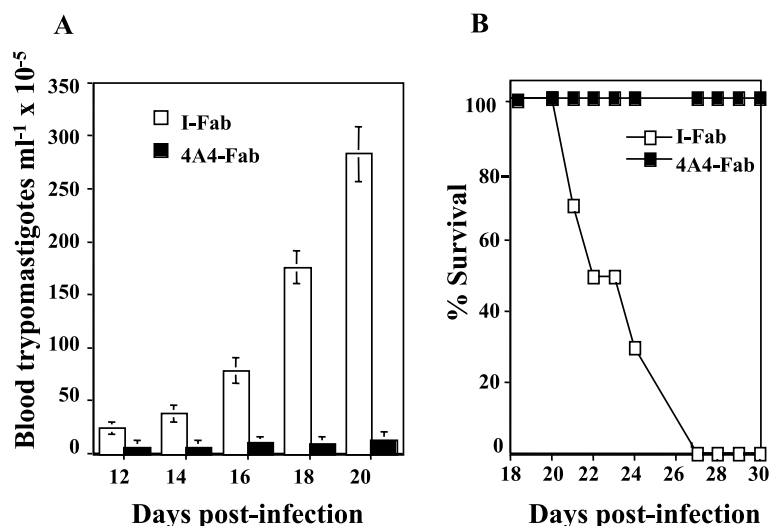 A
Blood trypomastigotes ml-1 x 10-5
350
300
250
200
150
100
50
0
I-Fab
4A4-Fab
12 14 16 18 20
Days post-infection
B
% Survival
100
80
60
40
20
0
I-Fab
4A4-Fab
18 20 22 24 26 28 30
Days post-infection